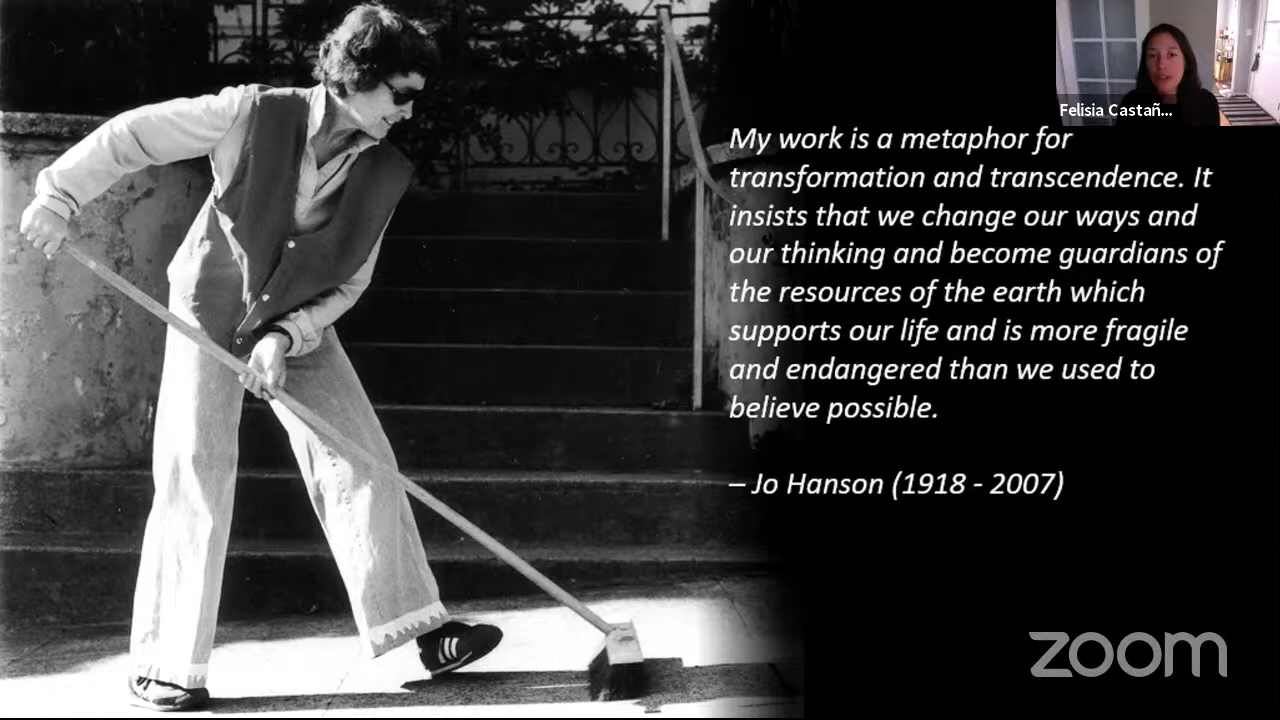 Felisia Castañ...
My work is a metaphor for
transformation and transcendence. It
insists that we change our ways and
our thinking and become guardians of
the resources of the earth which
supports our life and is more fragile
and endangered than we used to
believe possible.
– Jo Hanson (1918 - 2007)
zoom